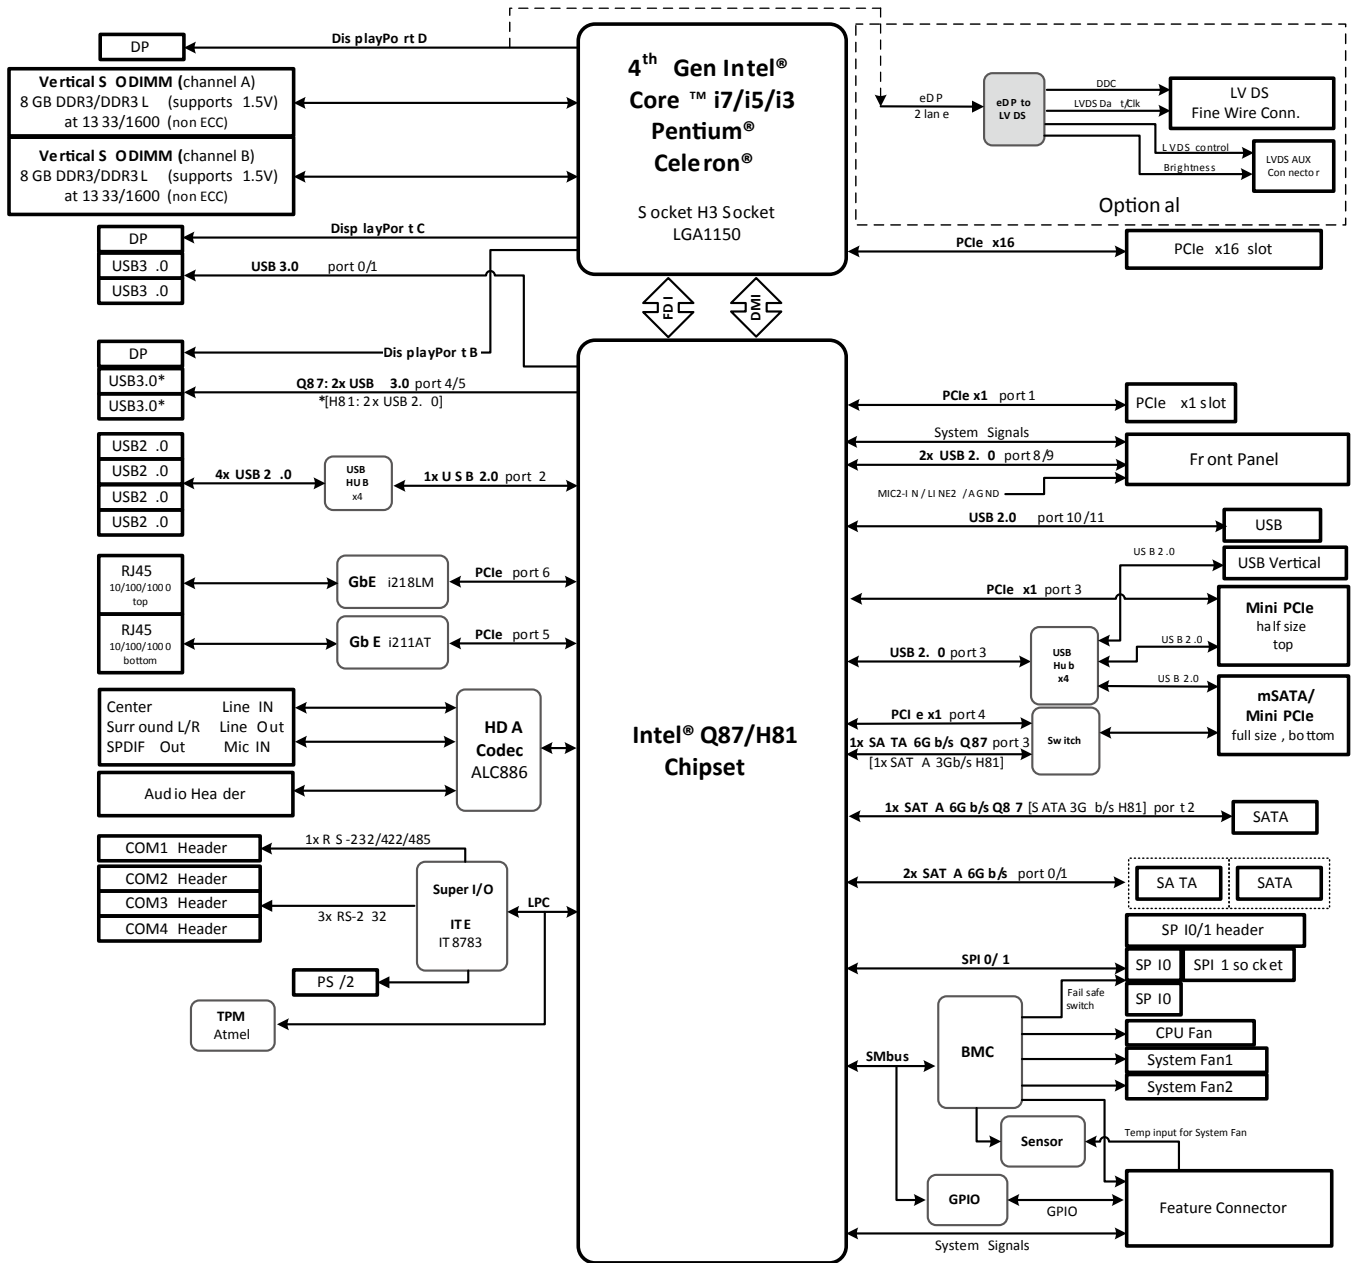 DP
DisplayPort D
Vertical SODIMM (channel A)
8 GB DDR3/DDR3L (supports 1.5V)
at 1333/1600 (non ECC)
Vertical SODIMM (channel B)
8 GB DDR3/DDR3L (supports 1.5V)
at 1333/1600 (non ECC)
4th Gen Intel®
Core ™ i7/i5/i3
Pentium®
Celeron®
Socket H3 Socket
LGA1150
eDP
2 lane
eDP to
LVDS
DDC
LVDS Dat/Clk
LVDS control
Brightness
LVDS
Fine Wire Conn.
LVDS AUX
Connector
Optional
DP
DisplayPort C
USB3.0
USB3.0
USB 3.0 port 0/1
PCIe x16
PCIe x16 slot
FDI
DMI
DP
DisplayPort B
USB3.0*
USB3.0*
Q87: 2x USB 3.0 port 4/5
*[H81: 2x USB 2.0]
USB2.0
USB2.0
USB2.0
USB2.0
4x USB 2.0
USB
HUB
x4
1x USB 2.0 port 2
RJ45
10/100/1000
top
GbE i218LM
PCIe port 6
RJ45
10/100/1000
bottom
GbE i211AT
PCIe port 5
Center Line IN
Surround L/R Line Out
SPDIF Out Mic IN
Audio Header
HDA
Codec
ALC886
COM1 Header
COM2 Header
COM3 Header
COM4 Header
1x RS-232/422/485
3x RS-232
Super I/O
ITE
IT8783
LPC
PS/2
TPM
Atmel
Intel® Q87/H81
Chipset
PCIe x1 port 1
PCIe x1 slot
System Signals
2x USB 2.0 port 8/9
MIC2-IN/LINE2/AGND
Front Panel
USB 2.0 port 10/11
USB
USB 2.0
USB Vertical
PCIe x1 port 3
Mini PCIe
half size
top
USB 2.0 port 3
USB
Hub
x4
USB 2.0
USB 2.0
mSATA/
Mini PCIe
full size, bottom
PCIe x1 port 4
1x SATA 6Gb/s Q87 port 3
[1x SATA 3Gb/s H81]
Switch
1x SATA 6Gb/s Q87 [SATA 3Gb/s H81] port 2
SATA
2x SATA 6Gb/s port 0/1
SATA
SATA
SPI0/1 header
SPI 0/1
SPI0
SPI 1 socket
SPI0
Fail safe
switch
BMC
SMbus
CPU Fan
System Fan1
System Fan2
Sensor
Temp input for System Fan
GPIO
GPIO
Feature Connector
System Signals